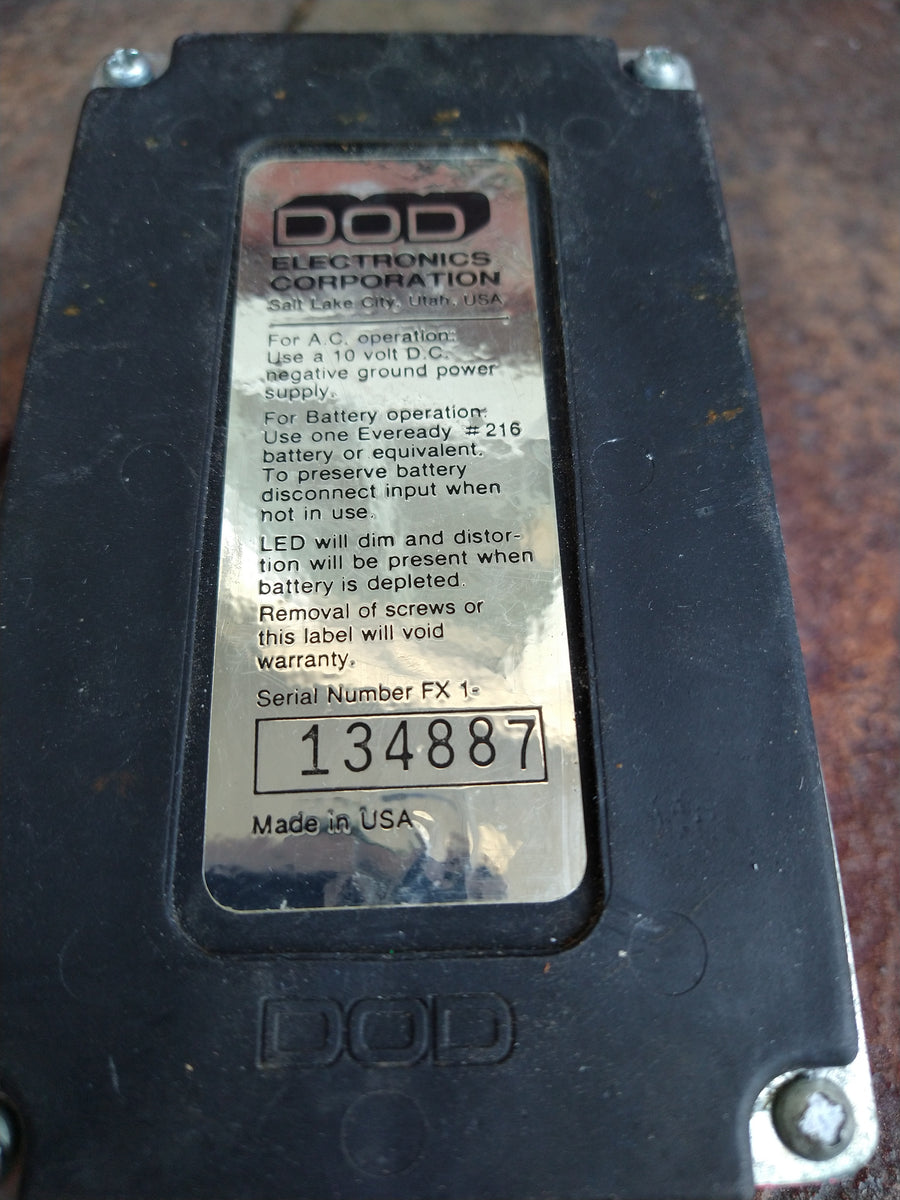 DOD
ELECTRONICS
CORPORATION
Salt Lake City, Utah, USA
For A.C. operation:
Use a 10 volt D.C.
negative ground power
supply.
For Battery operation:
Use one Eveready #216
battery or equivalent.
To preserve battery
disconnect input when
not in use.
LED will dim and distor-
tion will be present when
battery is depleted.
Removal of screws or
this label will void
warranty.
Serial Number FX 1-
134887
Made in USA
DOD